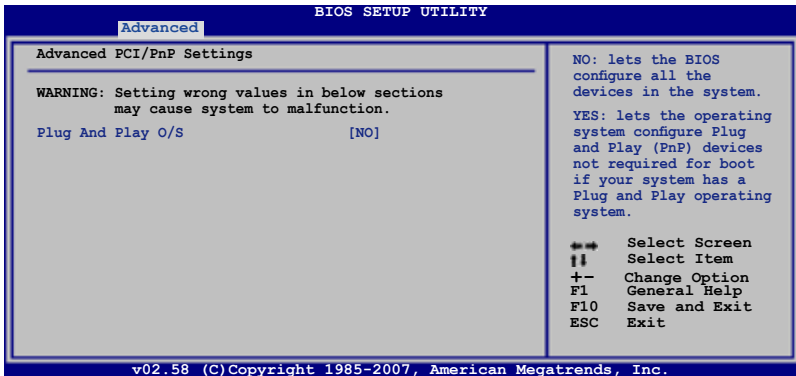 BIOS SETUP UTILITY
Advanced
Advanced PCI/PnP Settings
WARNING: Setting wrong values in below sections
may cause system to malfunction.
Plug And Play O/S [NO]
NO: lets the BIOS
configure all the
devices in the system.
YES: lets the operating
system configure Plug
and Play (PnP) devices
not required for boot
if your system has a
Plug and Play operating
system.
←→ Select Screen
↑↓ Select Item
+- Change Option
F1 General Help
F10 Save and Exit
ESC Exit
v02.58 (C)Copyright 1985-2007, American Megatrends, Inc.